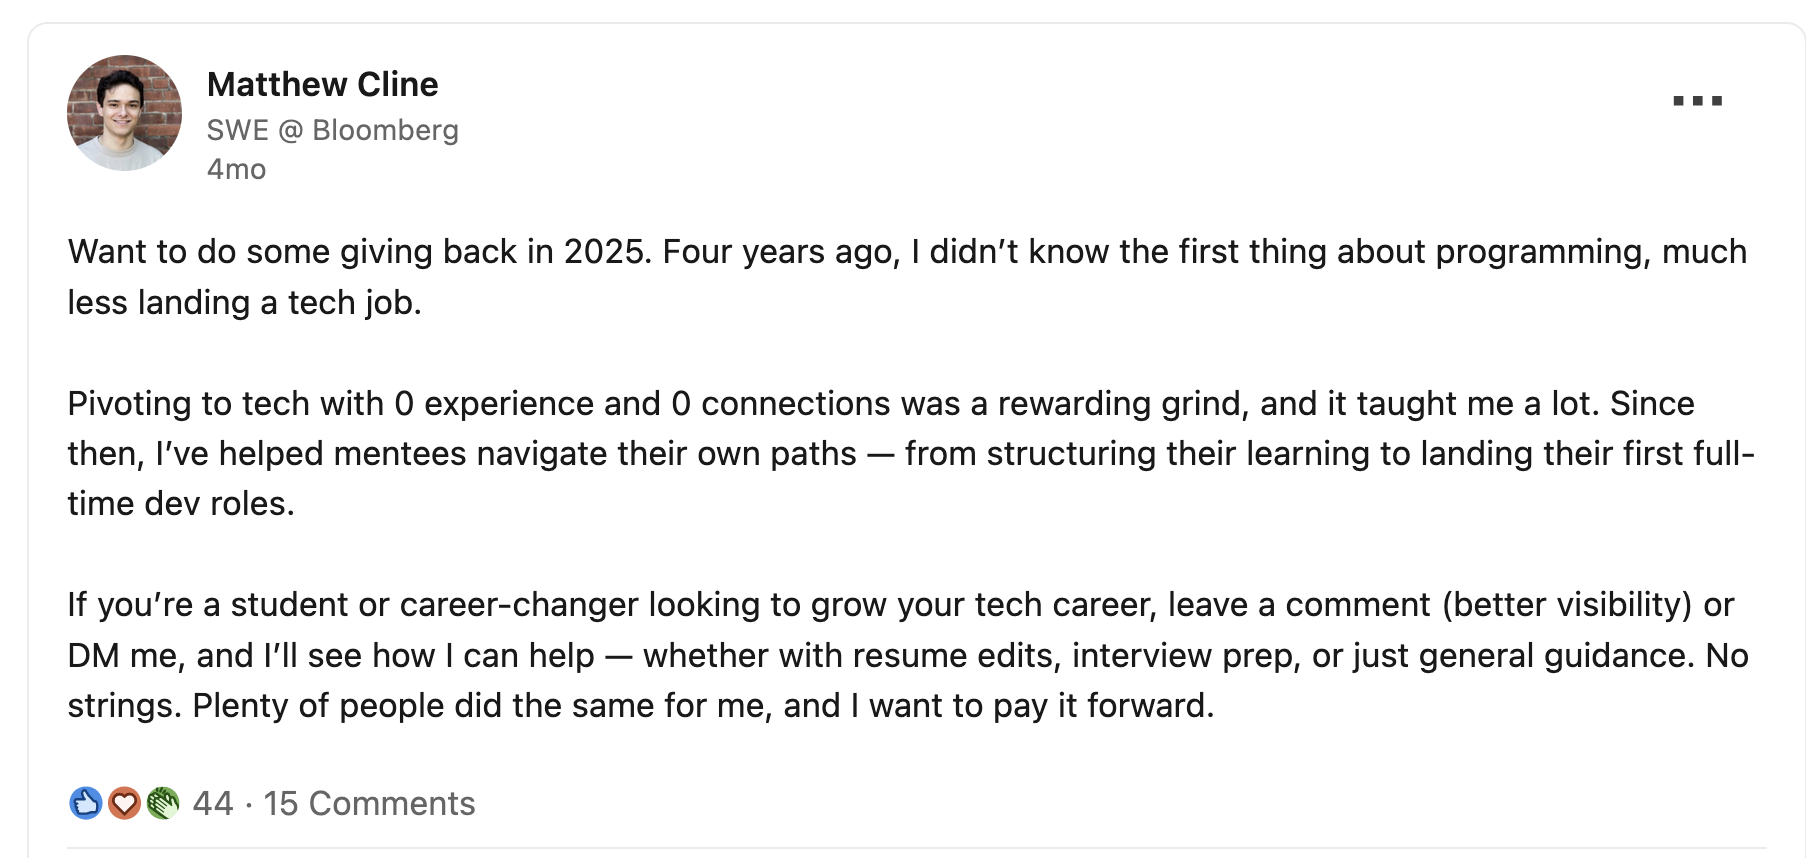 Matthew Cline
SWE @ Bloomberg
4mo
Want to do some giving back in 2025. Four years ago, I didn’t know the first thing about programming, much
less landing a tech job.
Pivoting to tech with 0 experience and 0 connections was a rewarding grind, and it taught me a lot. Since
then, I’ve helped mentees navigate their own paths — from structuring their learning to landing their first full-
time dev roles.
If you’re a student or career-changer looking to grow your tech career, leave a comment (better visibility) or
DM me, and I’ll see how I can help — whether with resume edits, interview prep, or just general guidance. No
strings. Plenty of people did the same for me, and I want to pay it forward.
44 · 15 Comments